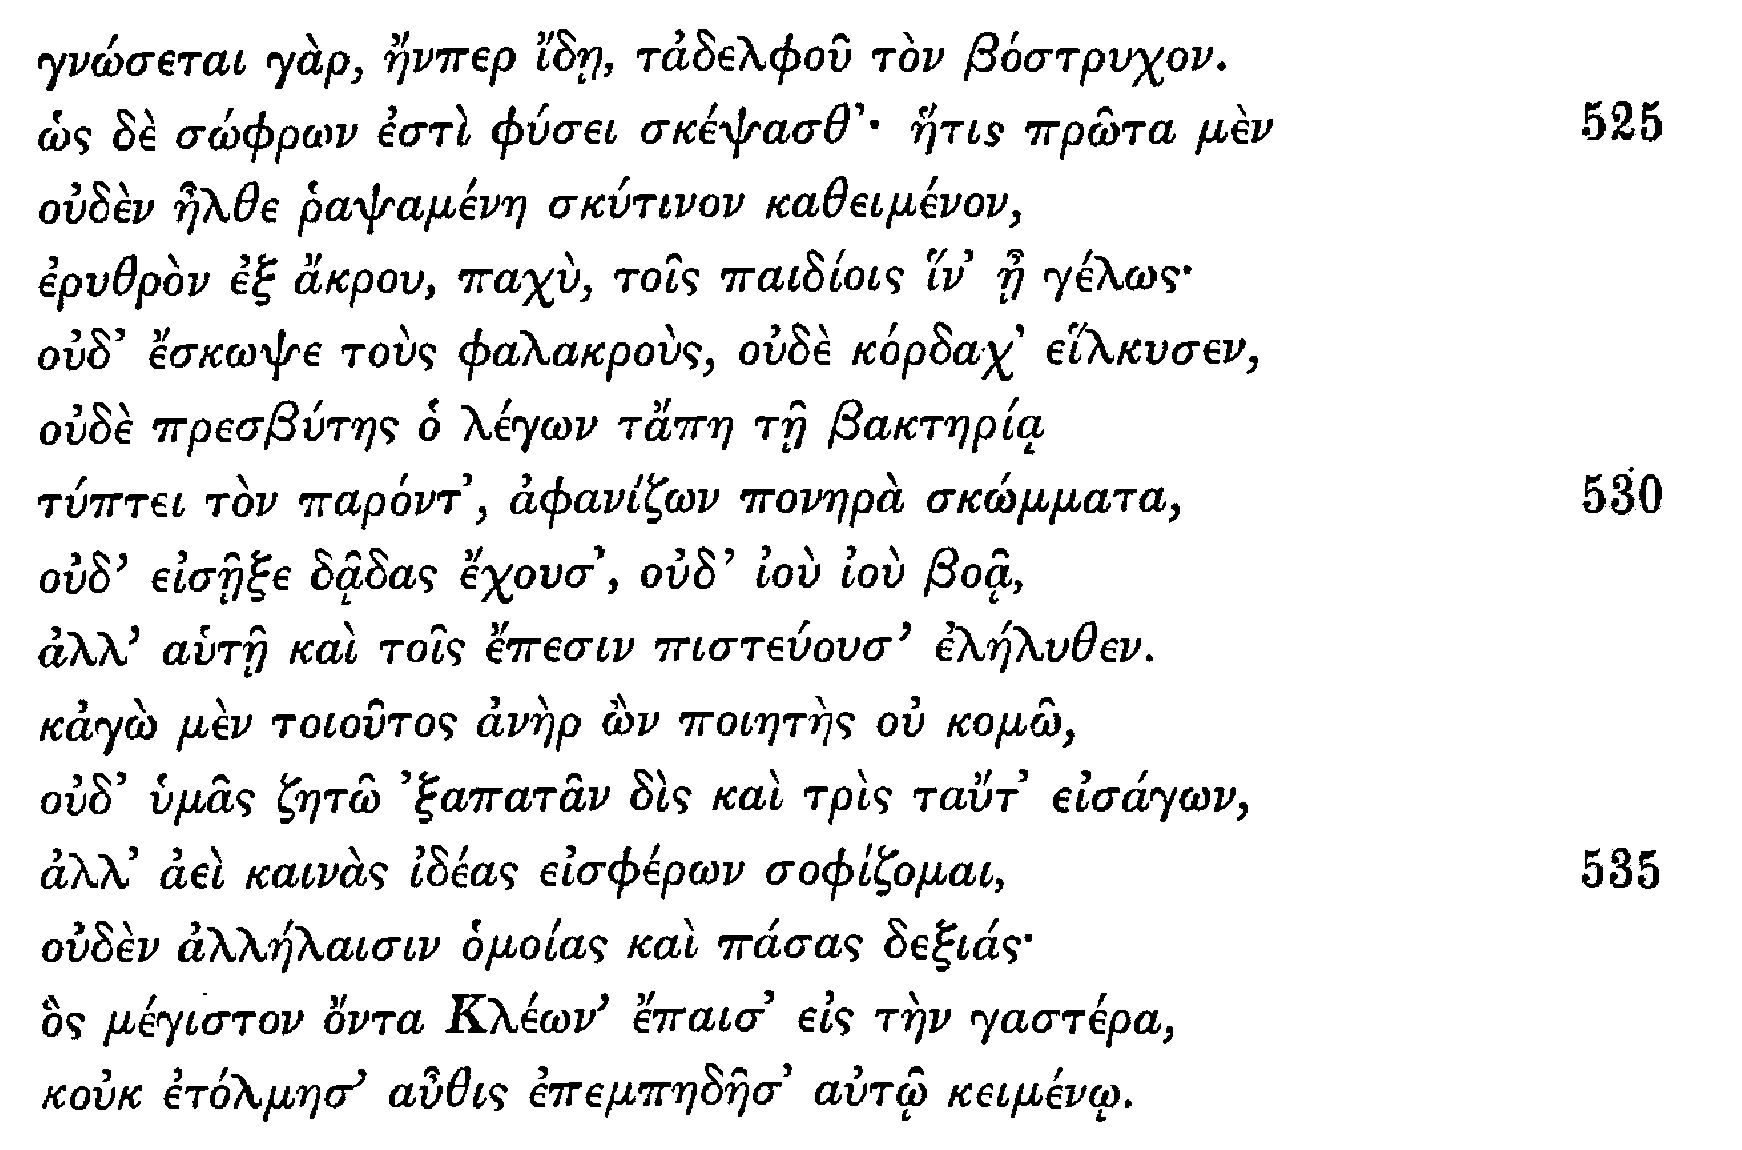 γνώσεται γὰρ, ἤνπερ ἴδῃ, τἀδελφοῦ τὸν βόστρυχον.
ὡς δὲ σώφρων ἐστὶ φύσει σκέψασθ’· ἥτις πρῶτα μὲν 525
οὐδὲν ἦλθε ῥαψαμένη σκύτινον καθειμένον,
ἐρυθρὸν ἐξ ἄκρου, παχὺ, τοῖς παιδίοις ἵν’ ᾖ γέλως·
οὐδ’ ἔσκωψε τοὺς φαλακροὺς, οὐδὲ κόρδαχ’ εἵλκυσεν,
οὐδὲ πρεσβύτης ὁ λέγων τἄπη τῇ βακτηρίᾳ
τύπτει τὸν παρόντ’, ἀφανίζων πονηρὰ σκώμματα, 530
οὐδ’ εἰσῇξε δᾷδας ἔχουσ’, οὐδ’ ἰοὺ ἰοὺ βοᾷ,
ἀλλ’ αὑτῇ καὶ τοῖς ἔπεσιν πιστεύουσ’ ἐλήλυθεν.
κἀγὼ μὲν τοιοῦτος ἀνὴρ ὢν ποιητὴς οὐ κομῶ,
οὐδ’ ὑμᾶς ζητῶ ’ξαπατᾶν δὶς καὶ τρὶς ταὔτ’ εἰσάγων,
ἀλλ’ ἀεὶ καινὰς ἰδέας εἰσφέρων σοφίζομαι, 535
οὐδὲν ἀλλήλαισιν ὁμοίας καὶ πάσας δεξιάς·
ὃς μέγιστον ὄντα Κλέων’ ἔπαισ’ εἰς τὴν γαστέρα,
κοὐκ ἐτόλμησ’ αὖθις ἐπεμπηδῆσ’ αὐτῷ κειμένῳ.